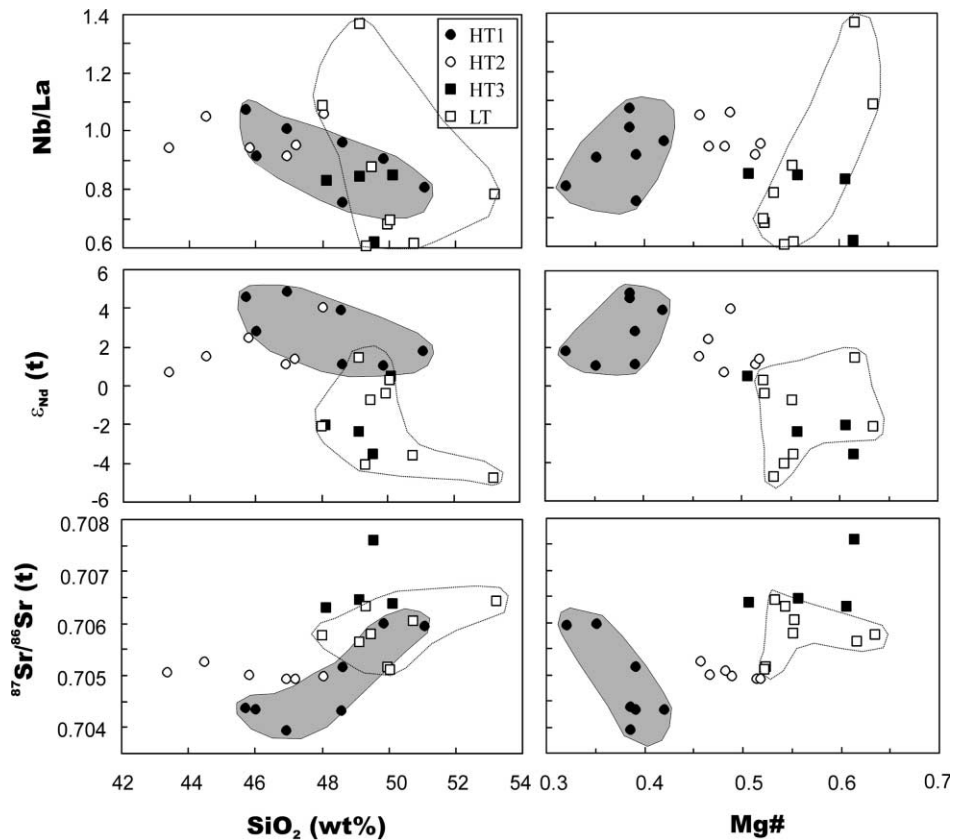 Nb/La
1.4
1.2
1.0
0.8
0.6
HT1
HT2
HT3
LT
εNd (t)
6
4
2
0
-2
-4
-6
87Sr/86Sr (t)
0.708
0.707
0.706
0.705
0.704
42 44 46 48 50 52 54
SiO2 (wt%)
0.3 0.4 0.5 0.6 0.7
Mg#